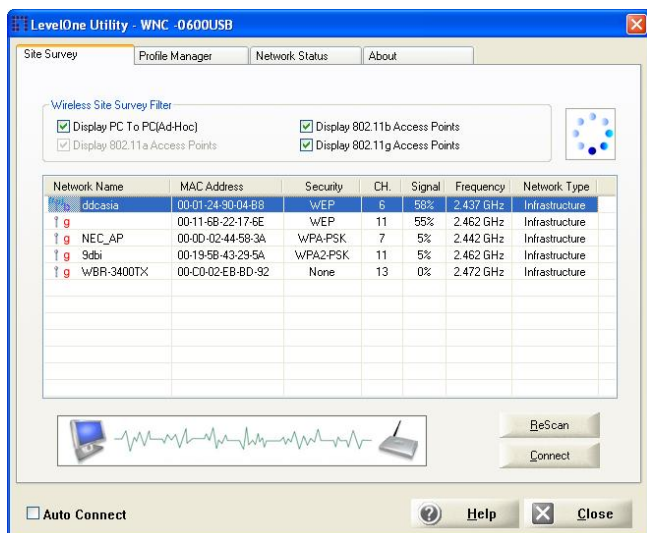 LevelOne Utility - WNC -0600USB
Site Survey Profile Manager Network Status About
Wireless Site Survey Filter
Display PC To PC(Ad-Hoc) Display 802.11b Access Points
Display 802.11a Access Points Display 802.11g Access Points
Network Name MAC Address Security CH. Signal Frequency Network Type
b ddcasia 00-01-24-90-04-B8 WEP 6 58% 2.437 GHz Infrastructure
g 00-11-6B-22-17-6E WEP 11 55% 2.462 GHz Infrastructure
g NEC_AP 00-0D-02-44-58-3A WPA-PSK 7 5% 2.442 GHz Infrastructure
g 9dbi 00-19-5B-43-29-5A WPA2-PSK 11 5% 2.462 GHz Infrastructure
g WBR-3400TX 00-C0-02-EB-BD-92 None 13 0% 2.472 GHz Infrastructure
ReScan
Connect
Auto Connect Help Close